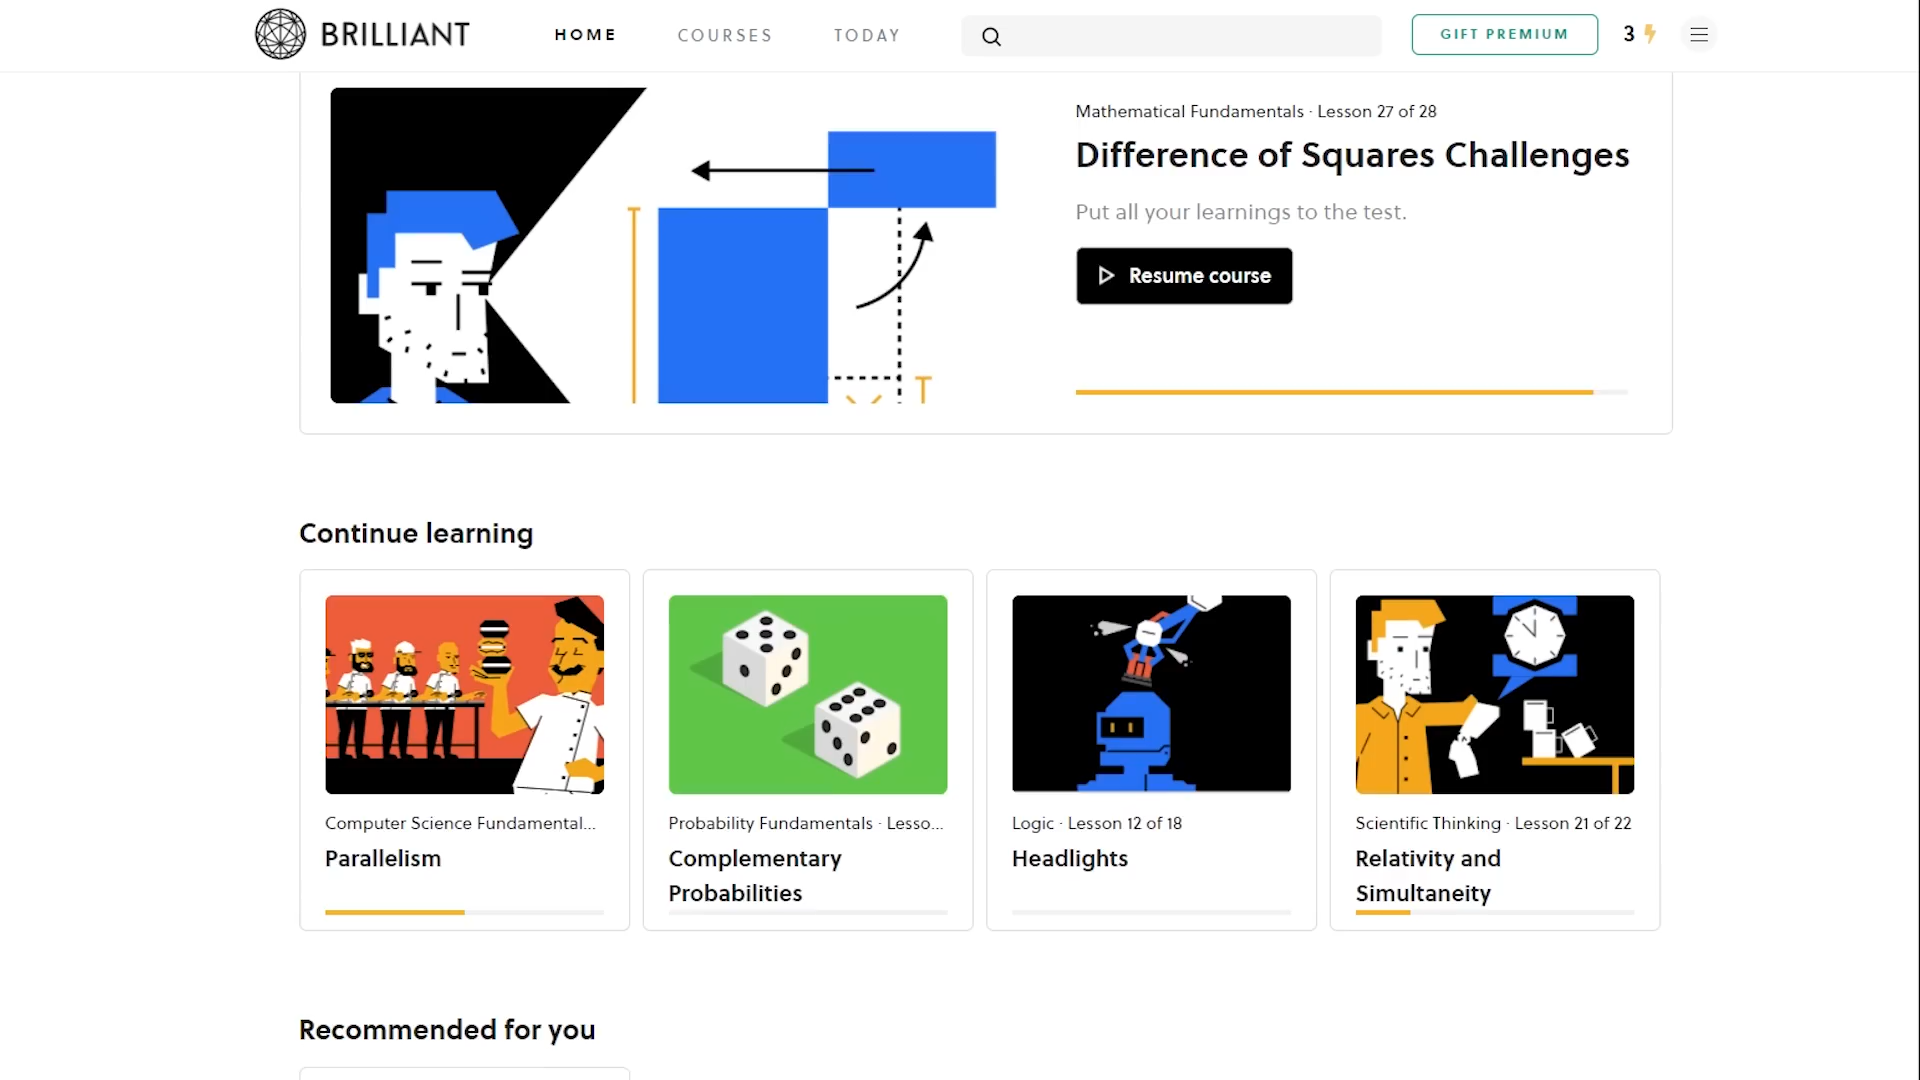 BRILLIANT
HOME
COURSES
TODAY
GIFT PREMIUM
3
Mathematical Fundamentals · Lesson 27 of 28
Difference of Squares Challenges
Put all your learnings to the test.
Resume course
Continue learning
Computer Science Fundamental...
Parallelism
Probability Fundamentals · Lesso...
Complementary
Probabilities
Logic · Lesson 12 of 18
Headlights
Scientific Thinking · Lesson 21 of 22
Relativity and
Simultaneity
Recommended for you